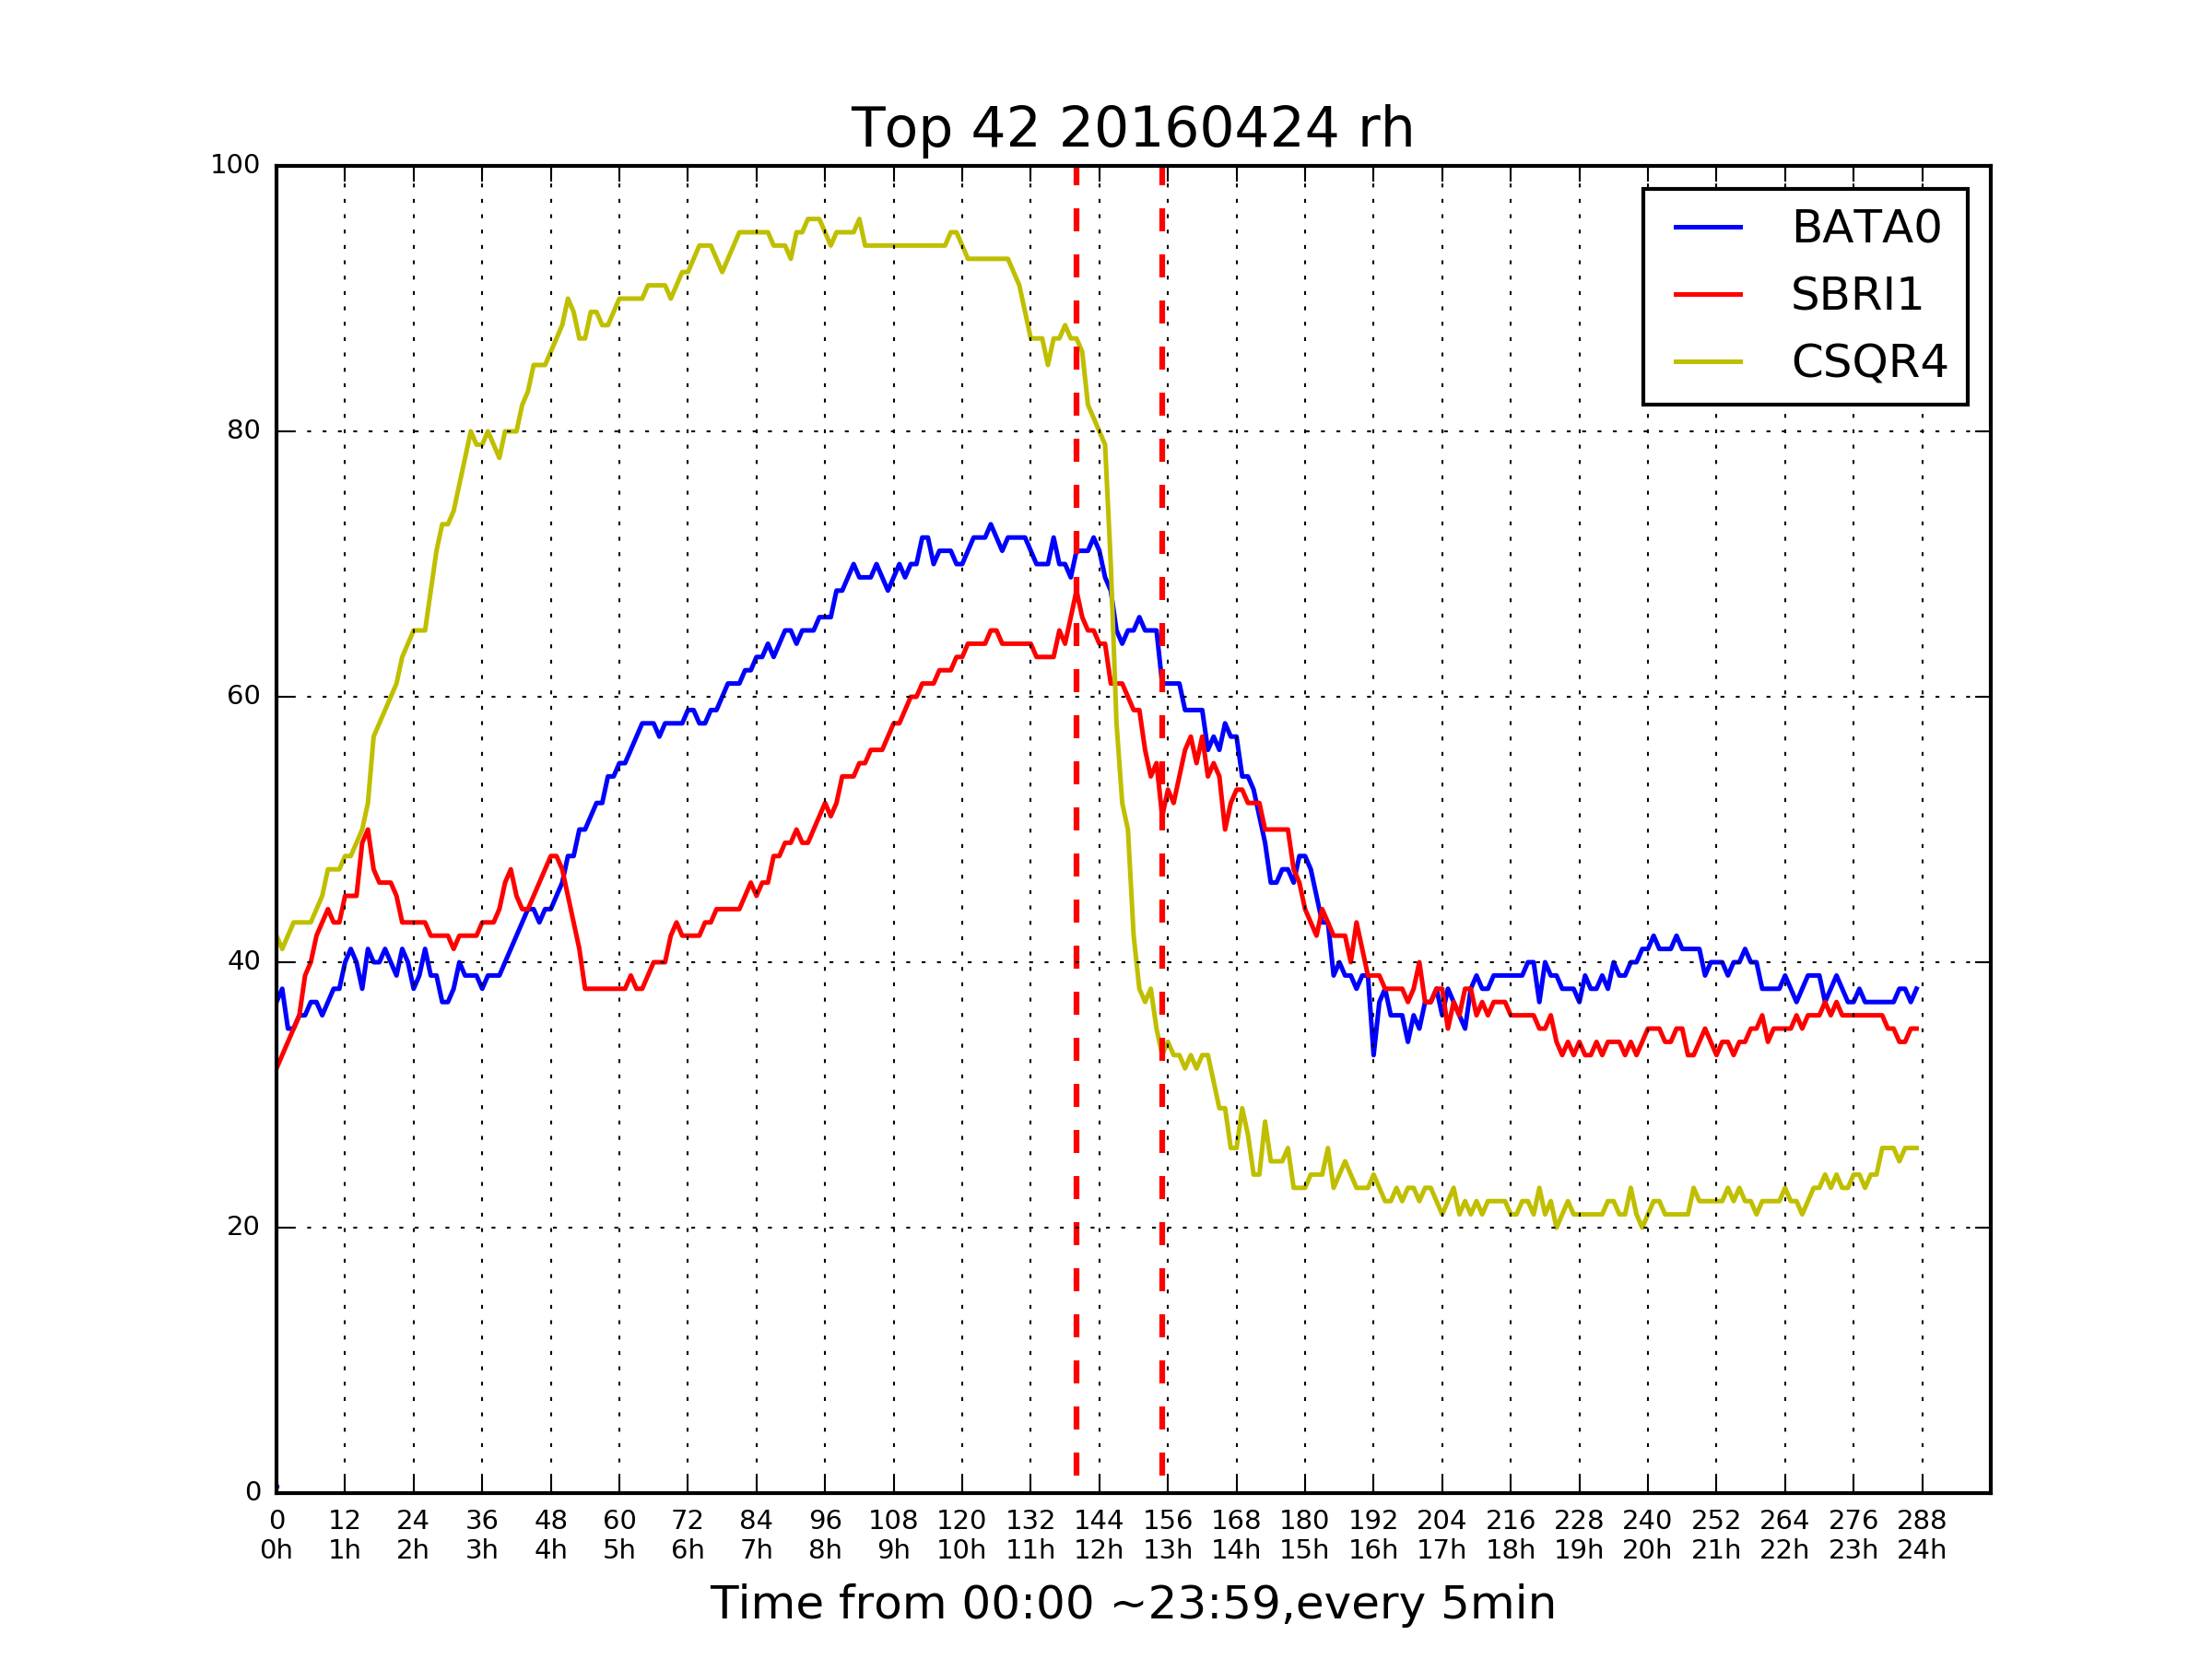 Top 42 20160424 rh
100
80
60
40
20
0
BATA0
SBRI1
CSQR4
0 12 24 36 48 60 72 84 96 108 120 132 144 156 168 180 192 204 216 228 240 252 264 276 288
0h 1h 2h 3h 4h 5h 6h 7h 8h 9h 10h 11h 12h 13h 14h 15h 16h 17h 18h 19h 20h 21h 22h 23h 24h
Time from 00:00 ~23:59,every 5min